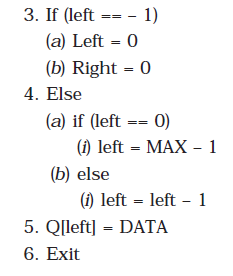 3. If (left == – 1)
(a) Left = 0
(b) Right = 0
4. Else
(a) if (left == 0)
(i) left = MAX – 1
(b) else
(i) left = left – 1
5. Q[left] = DATA
6. Exit